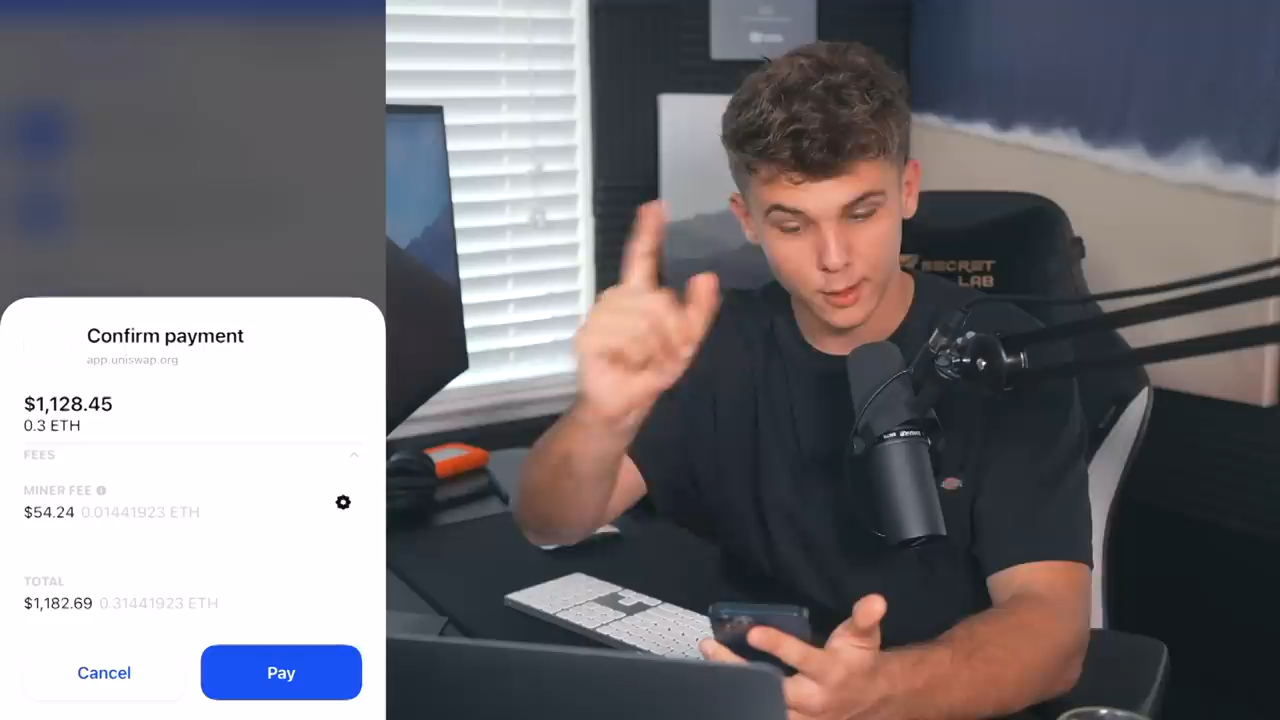 Confirm payment
app.uniswap.org
$1,128.45
0.3 ETH
FEES
MINER FEE
$54.24 0.01441923 ETH
TOTAL
$1,182.69 0.31441923 ETH
Cancel
Pay
SECRET
LAB